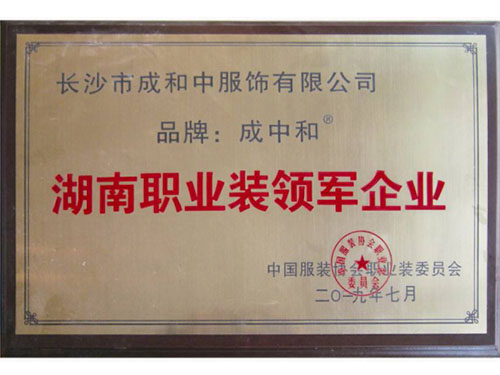 长沙市成和中服饰有限公司
品牌：成中和®
湖南职业装领军企业
中国服装协会职业装委员会
二〇一九年七月